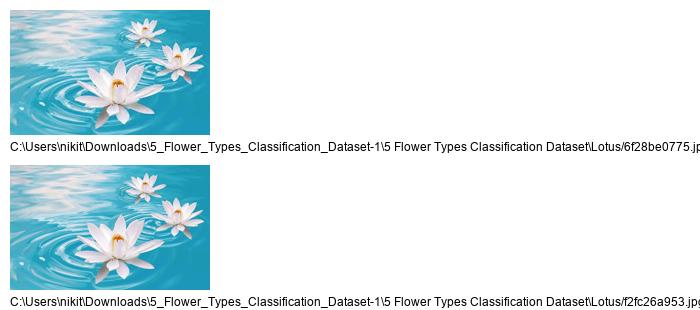 C:\Users\nikit\Downloads\5_Flower_Types_Classification_Dataset-1\5 Flower Types Classification Dataset\Lotus/6f28be0775.jp
C:\Users\nikit\Downloads\5_Flower_Types_Classification_Dataset-1\5 Flower Types Classification Dataset\Lotus/f2fc26a953.jpg